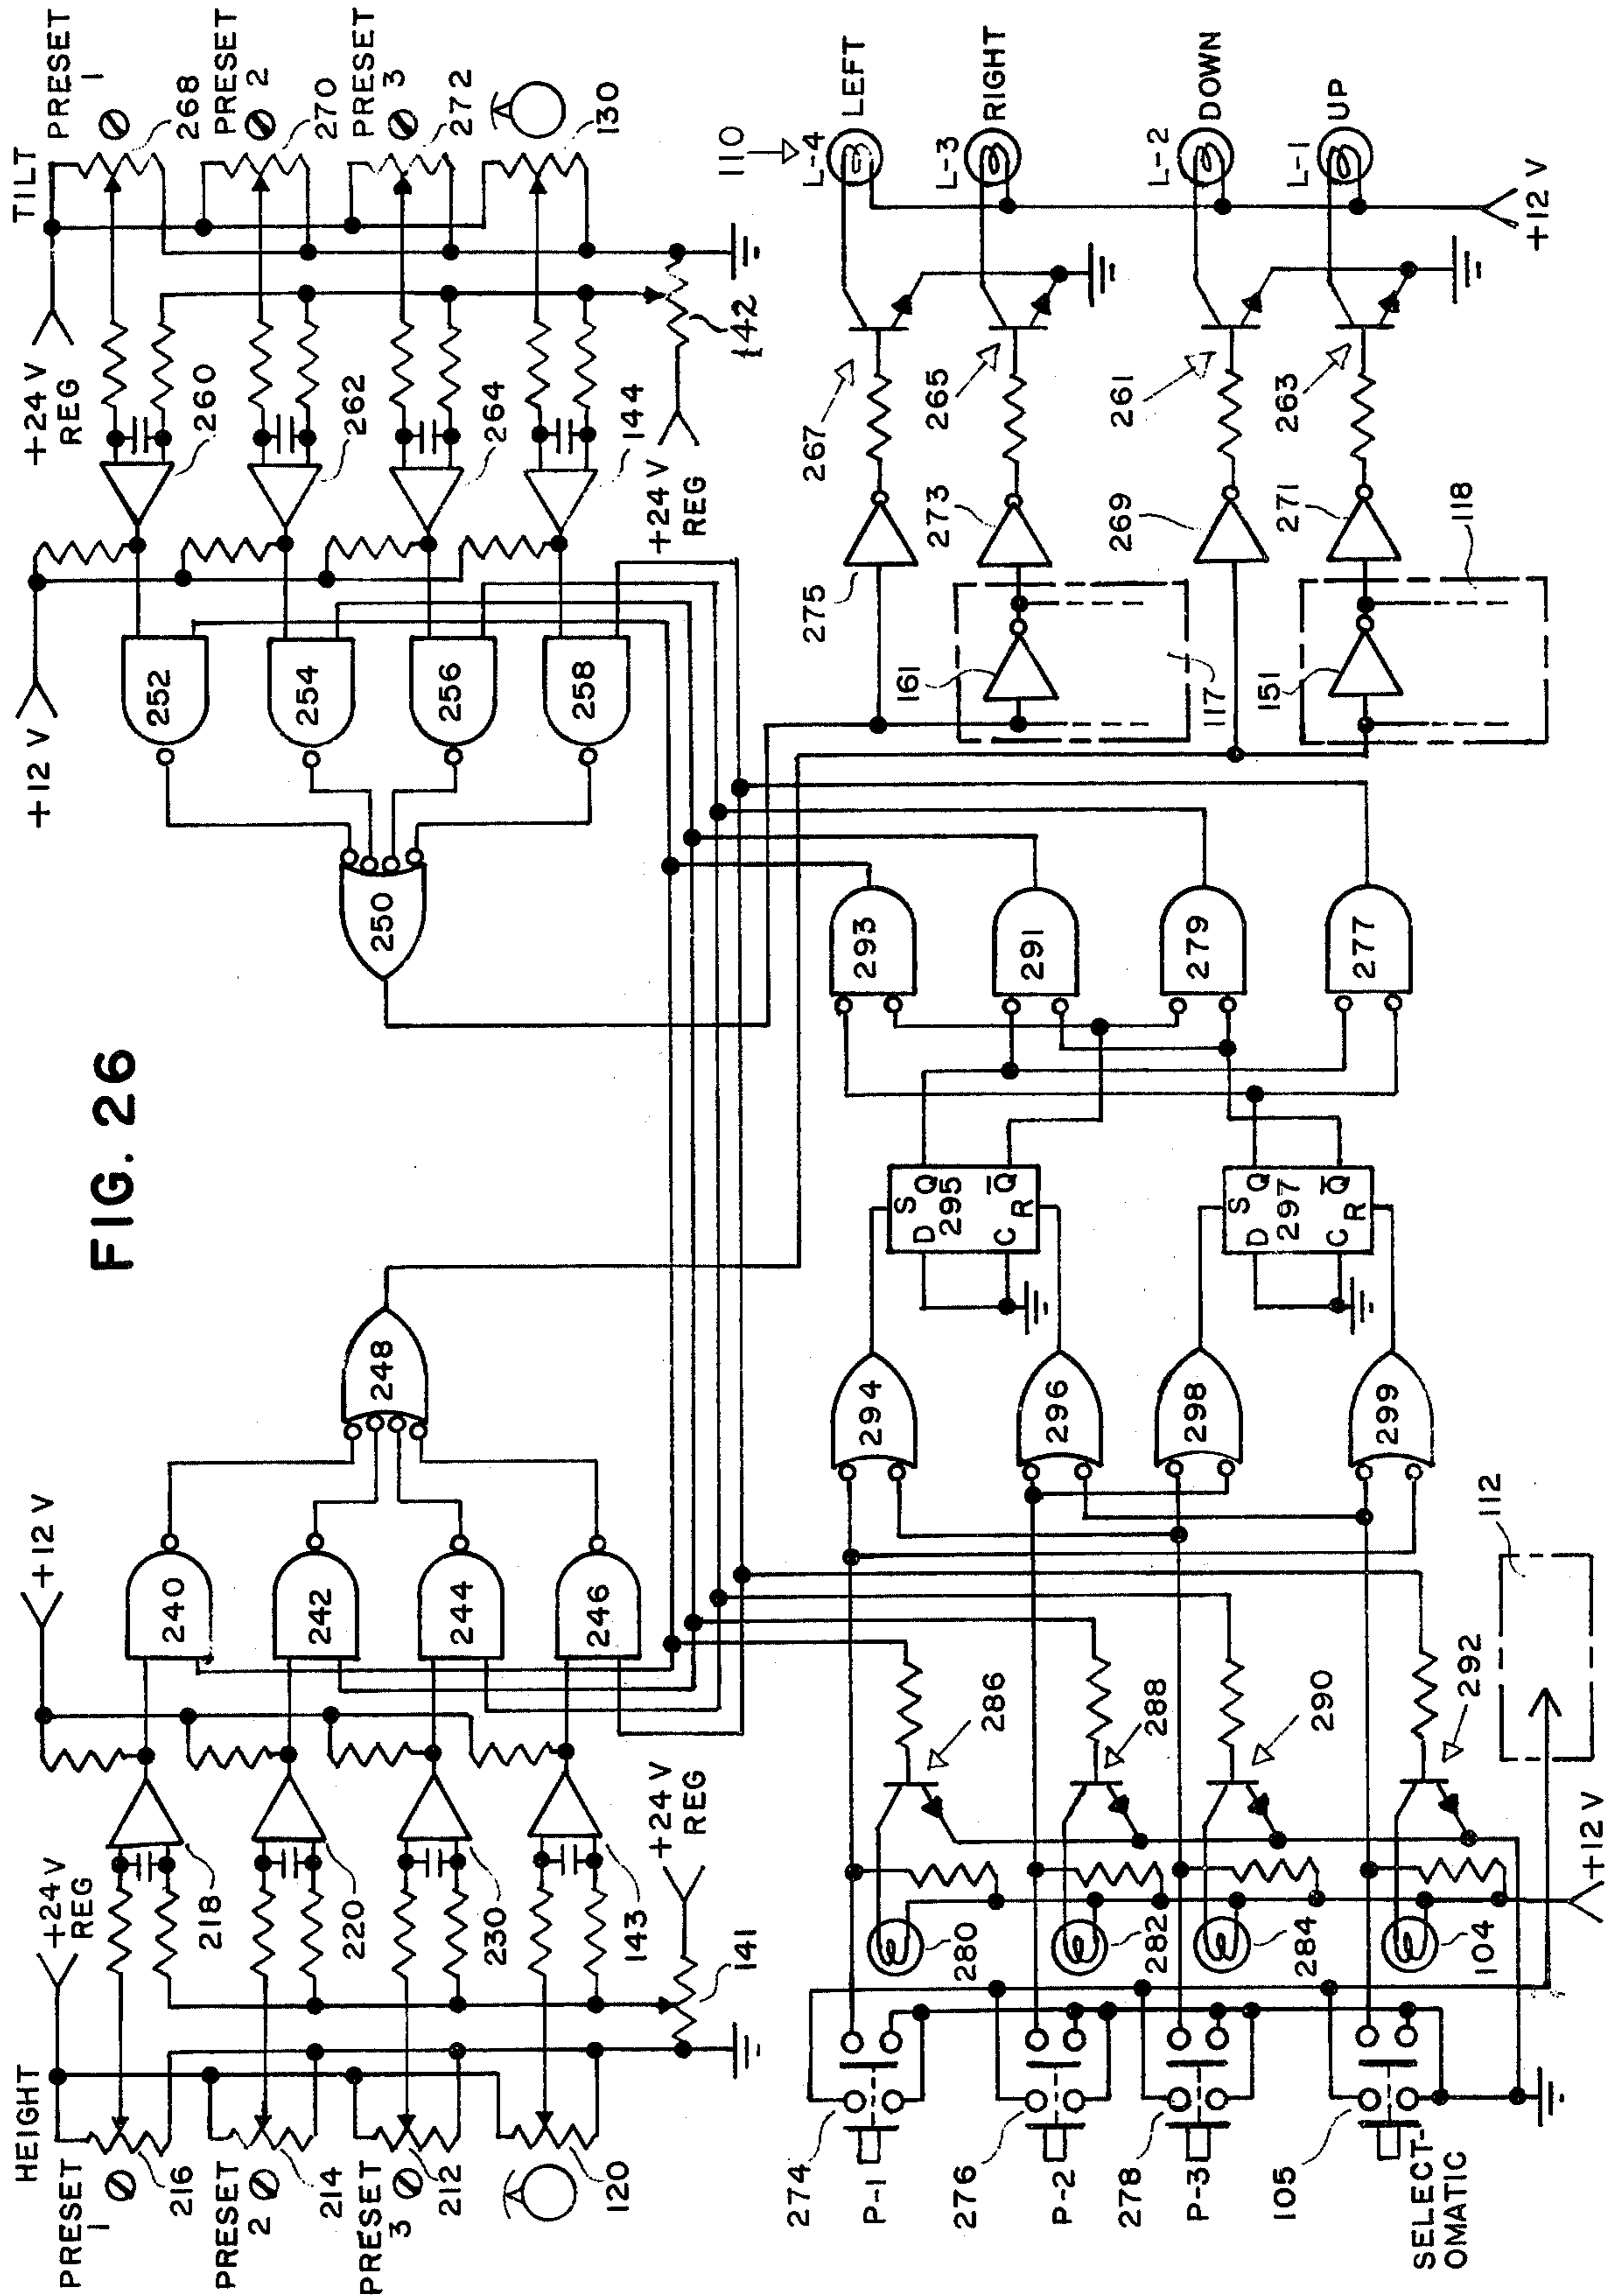 FIG. 26
HEIGHT
+24 V
REG
PRESET
1
216
PRESET
2
214
PRESET
3
212
120
218
220
230
143
141
+24 V
REG
+12 V
240
242
244
246
248
+12 V
250
252
254
256
258
+24 V
REG
TILT
PRESET
1
268
PRESET
2
270
PRESET
3
272
130
260
262
264
144
142
+24 V
REG
274
P-1
276
P-2
278
P-3
105
SELECT-
OMATIC
280
282
284
104
+12 V
286
288
290
292
112
294
296
298
299
S
D
Q
295
C
Q̅
R
S
D
Q
297
C
Q̅
R
293
291
279
277
275
161
117
273
269
151
271
118
267
265
261
263
110
L-4
LEFT
L-3
RIGHT
L-2
DOWN
L-1
UP
+12 V